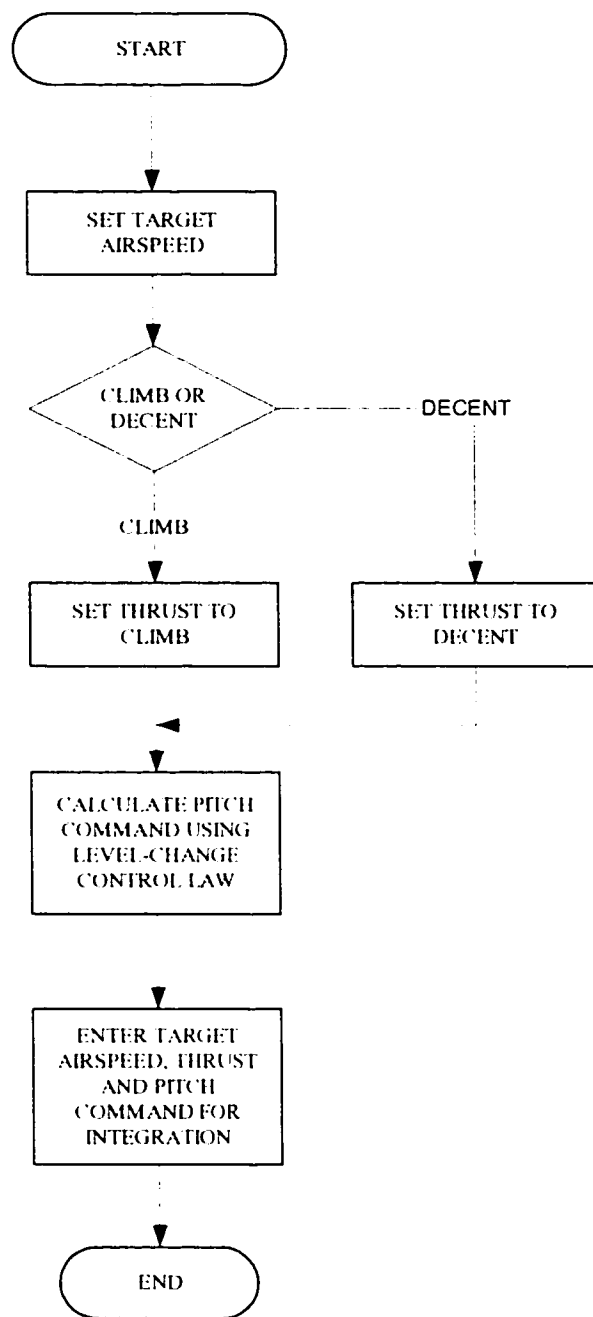 START
SET TARGET
AIRSPEED
CLIMB OR
DECENT
DECENT
CLIMB
SET THRUST TO
CLIMB
SET THRUST TO
DECENT
CALCULATE PITCH
COMMAND USING
LEVEL-CHANGE
CONTROL LAW
ENTER TARGET
AIRSPEED, THRUST
AND PITCH
COMMAND FOR
INTEGRATION
END